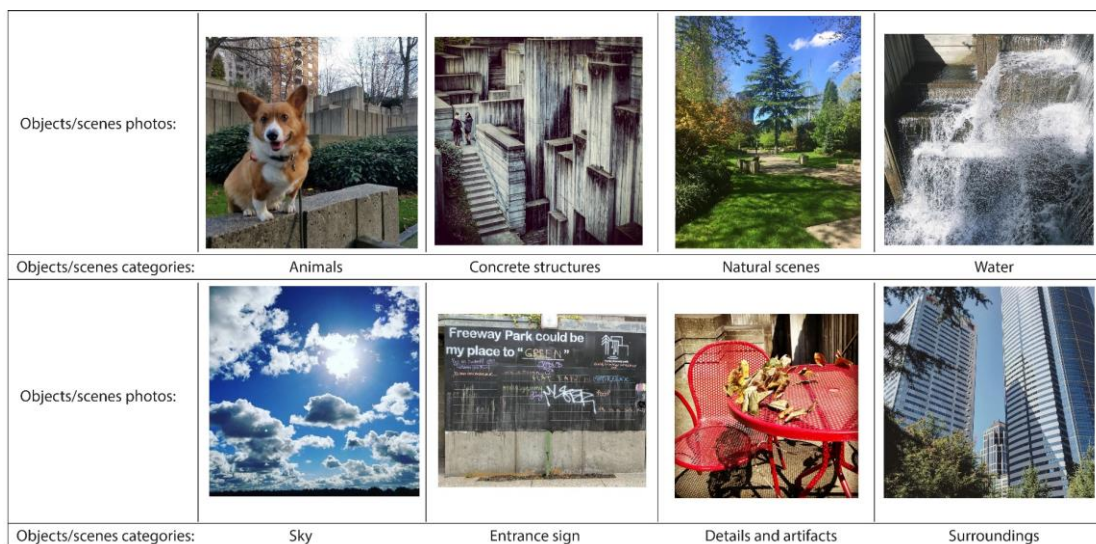 Objects/scenes photos:
Objects/scenes categories: Animals Concrete structures Natural scenes Water
Objects/scenes photos:
Freeway Park could be
my place to "GREEN"
Objects/scenes categories: Sky Entrance sign Details and artifacts Surroundings